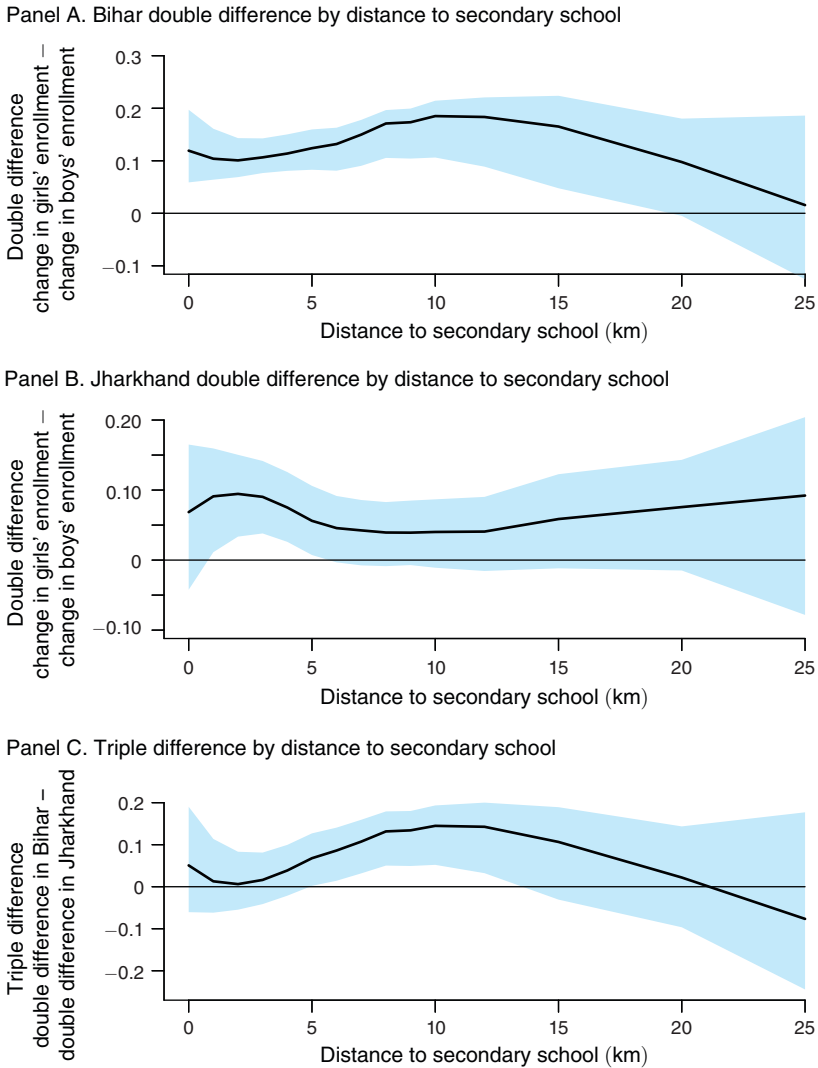 Panel A. Bihar double difference by distance to secondary school
Double difference
change in girls' enrollment −
change in boys' enrollment
0.3
0.2
0.1
0
−0.1
0 5 10 15 20 25
Distance to secondary school (km)
Panel B. Jharkhand double difference by distance to secondary school
Double difference
change in girls' enrollment −
change in boys' enrollment
0.20
0.10
0
−0.10
0 5 10 15 20 25
Distance to secondary school (km)
Panel C. Triple difference by distance to secondary school
Triple difference
double difference in Bihar −
double difference in Jharkhand
0.2
0.1
0
−0.1
−0.2
0 5 10 15 20 25
Distance to secondary school (km)